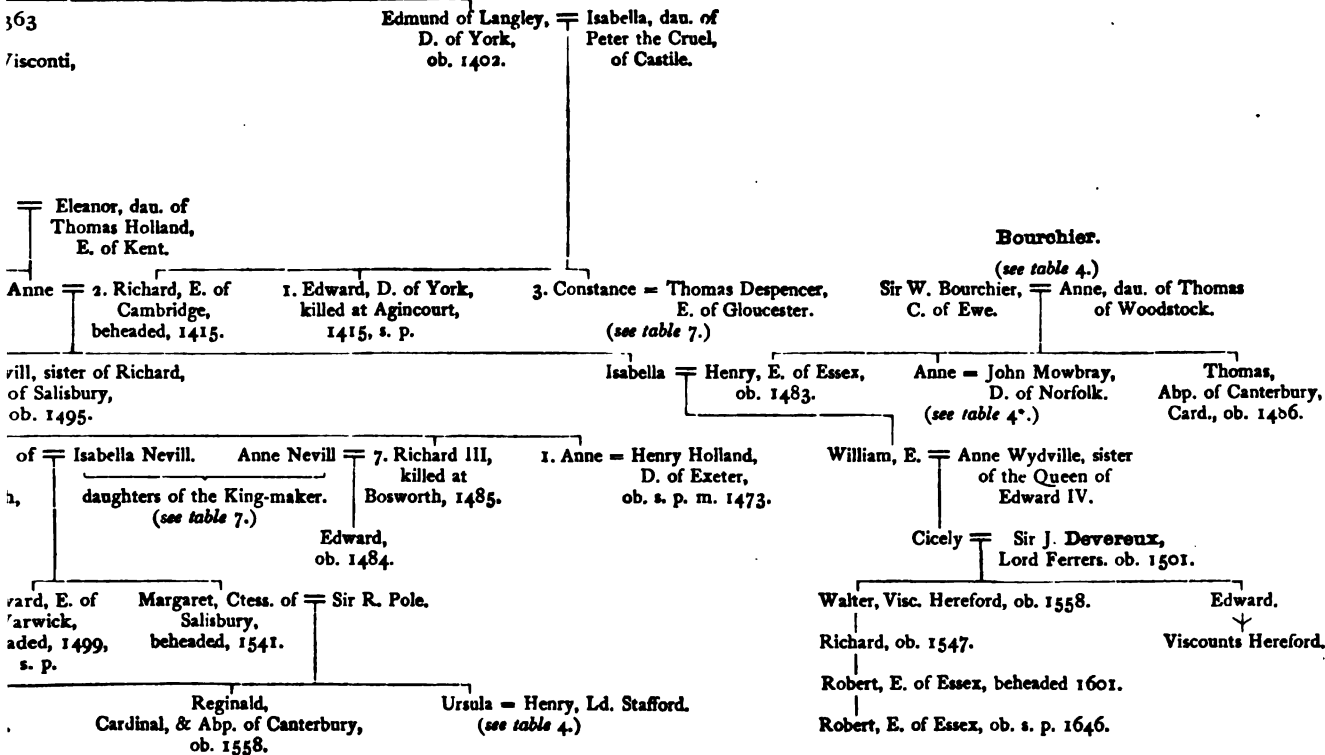 363
Visconti,
Edmund of Langley, = Isabella, dau. of
D. of York, Peter the Cruel,
ob. 1402. of Castile.
= Eleanor, dau. of
Thomas Holland,
E. of Kent.
Bourchier.
(see table 4.)
Anne = 2. Richard, E. of
Cambridge,
beheaded, 1415.
1. Edward, D. of York,
killed at Agincourt,
1415, s. p.
3. Constance = Thomas Despencer,
E. of Gloucester.
(see table 7.)
Sir W. Bourchier, = Anne, dau. of Thomas
C. of Ewe. of Woodstock.
vill, sister of Richard,
of Salisbury,
ob. 1495.
Isabella = Henry, E. of Essex,
ob. 1483.
Anne = John Mowbray,
D. of Norfolk.
(see table 4*.)
Thomas,
Abp. of Canterbury,
Card., ob. 1486.
of = Isabella Nevill. Anne Nevill = 7. Richard III,
killed at
Bosworth, 1485.
h,
daughters of the King-maker.
(see table 7.)
Edward,
ob. 1484.
1. Anne = Henry Holland,
D. of Exeter,
ob. s. p. m. 1473.
William, E. = Anne Wydville, sister
of the Queen of
Edward IV.
Cicely = Sir J. Devereux,
Lord Ferrers. ob. 1501.
ward, E. of
Warwick,
aded, 1499,
s. p.
Margaret, Ctess. of = Sir R. Pole.
Salisbury,
beheaded, 1541.
Walter, Visc. Hereford, ob. 1558.
Edward.
Richard, ob. 1547.
Viscounts Hereford.
Robert, E. of Essex, beheaded 1601.
Robert, E. of Essex, ob. s. p. 1646.
Reginald,
Cardinal, & Abp. of Canterbury,
ob. 1558.
Ursula = Henry, Ld. Stafford.
(see table 4.)